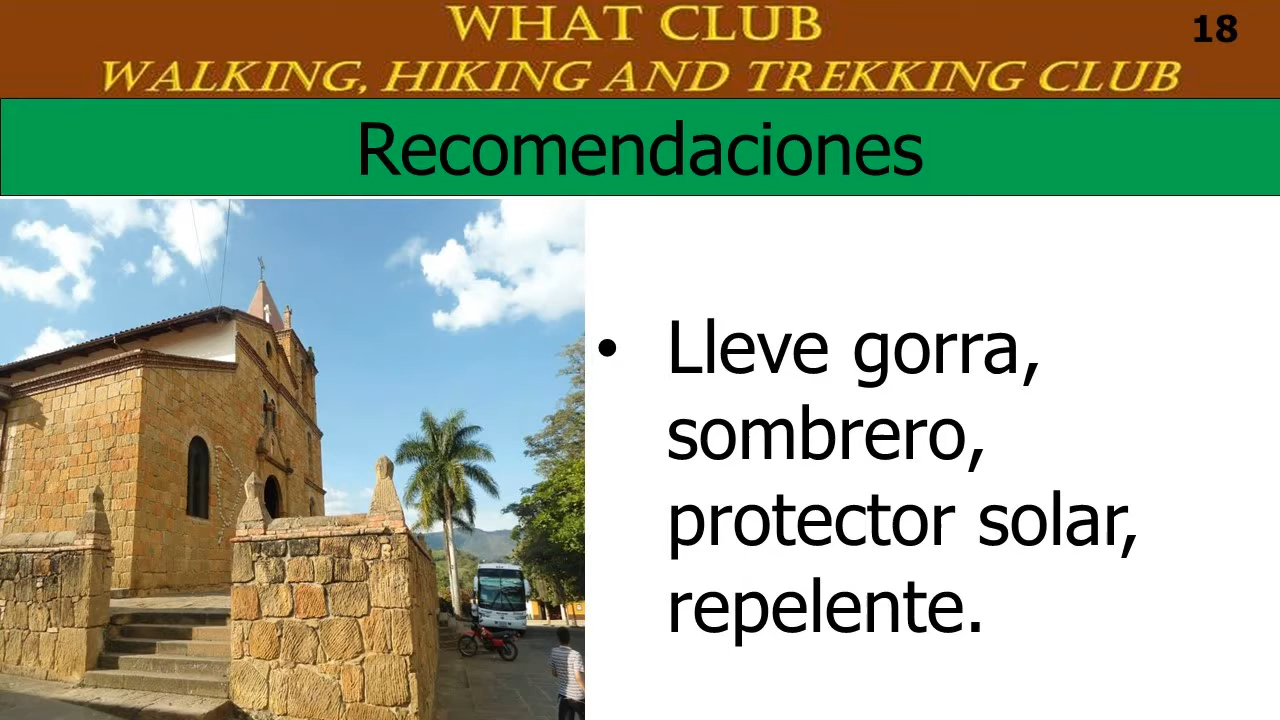 WHAT CLUB
18
WALKING, HIKING AND TREKKING CLUB
Recomendaciones
• Lleve gorra,
sombrero,
protector solar,
repelente.